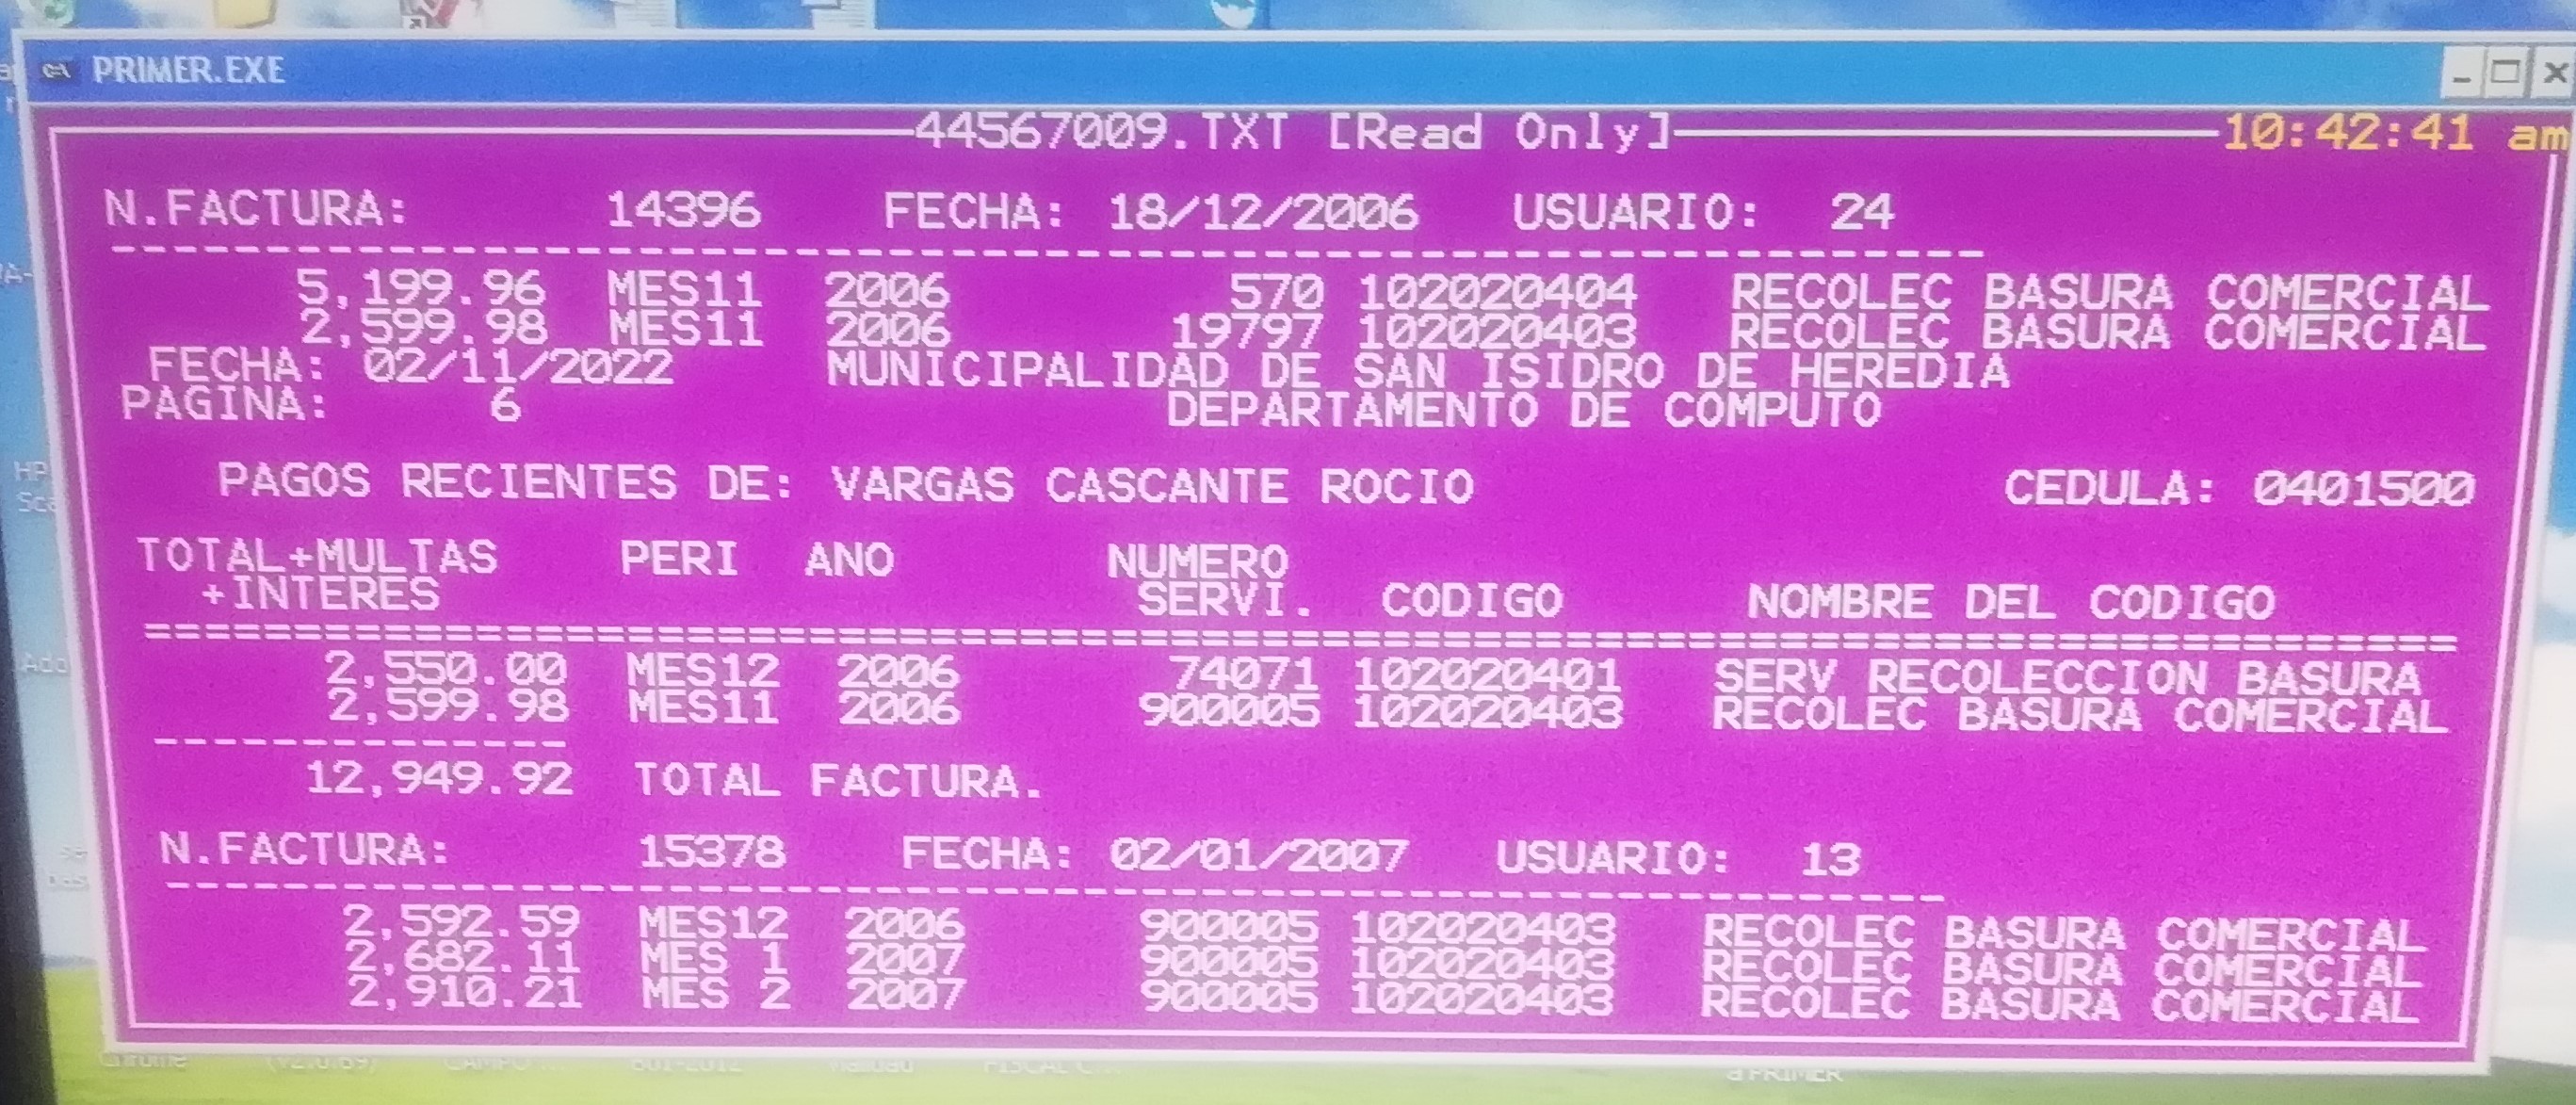 PRIMER.EXE
44567009.TXT [Read Only] 10:42:41 am
N.FACTURA: 14396 FECHA: 18/12/2006 USUARIO: 24
5,199.96 MES11 2006 570 102020404 RECOLEC BASURA COMERCIAL
2,599.98 MES11 2006 19797 102020403 RECOLEC BASURA COMERCIAL
FECHA: 02/11/2022 MUNICIPALIDAD DE SAN ISIDRO DE HEREDIA
PAGINA: 6 DEPARTAMENTO DE COMPUTO
PAGOS RECIENTES DE: VARGAS CASCANTE ROCIO CEDULA: 0401500
TOTAL+MULTAS PERI ANO NUMERO
+INTERES SERVI. CODIGO NOMBRE DEL CODIGO
2,550.00 MES12 2006 74071 102020401 SERV RECOLECCION BASURA
2,599.98 MES11 2006 900005 102020403 RECOLEC BASURA COMERCIAL
12,949.92 TOTAL FACTURA.
N.FACTURA: 15378 FECHA: 02/01/2007 USUARIO: 13
2,592.59 MES12 2006 900005 102020403 RECOLEC BASURA COMERCIAL
2,682.11 MES 1 2007 900005 102020403 RECOLEC BASURA COMERCIAL
2,910.21 MES 2 2007 900005 102020403 RECOLEC BASURA COMERCIAL
a PRIMER